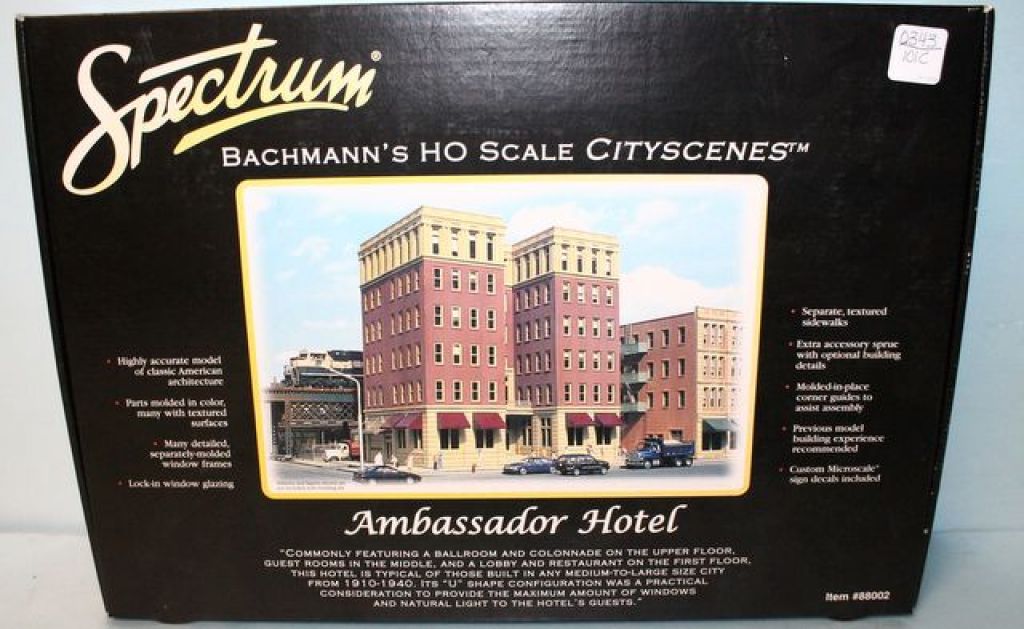 Spectrum®
0343
101C
BACHMANN'S HO SCALE CITYSCENES™
• Highly accurate model
of classic American
architecture
• Parts molded in color,
many with textured
surfaces
• Many detailed,
separately-molded
window frames
• Lock-in window glazing
• Separate, textured
sidewalks
• Extra accessory sprue
with optional building
details
• Molded-in-place
corner guides to
assist assembly
• Previous model
building experience
recommended
• Custom Microscale®
sign decals included
Ambassador Hotel
"COMMONLY FEATURING A BALLROOM AND COLONNADE ON THE UPPER FLOOR,
GUEST ROOMS IN THE MIDDLE, AND A LOBBY AND RESTAURANT ON THE FIRST FLOOR,
THIS HOTEL IS TYPICAL OF THOSE BUILT IN ANY MEDIUM-TO-LARGE SIZE CITY
FROM 1910-1940. ITS "U" SHAPE CONFIGURATION WAS A PRACTICAL
CONSIDERATION TO PROVIDE THE MAXIMUM AMOUNT OF WINDOWS
AND NATURAL LIGHT TO THE HOTEL'S GUESTS."
Item #88002